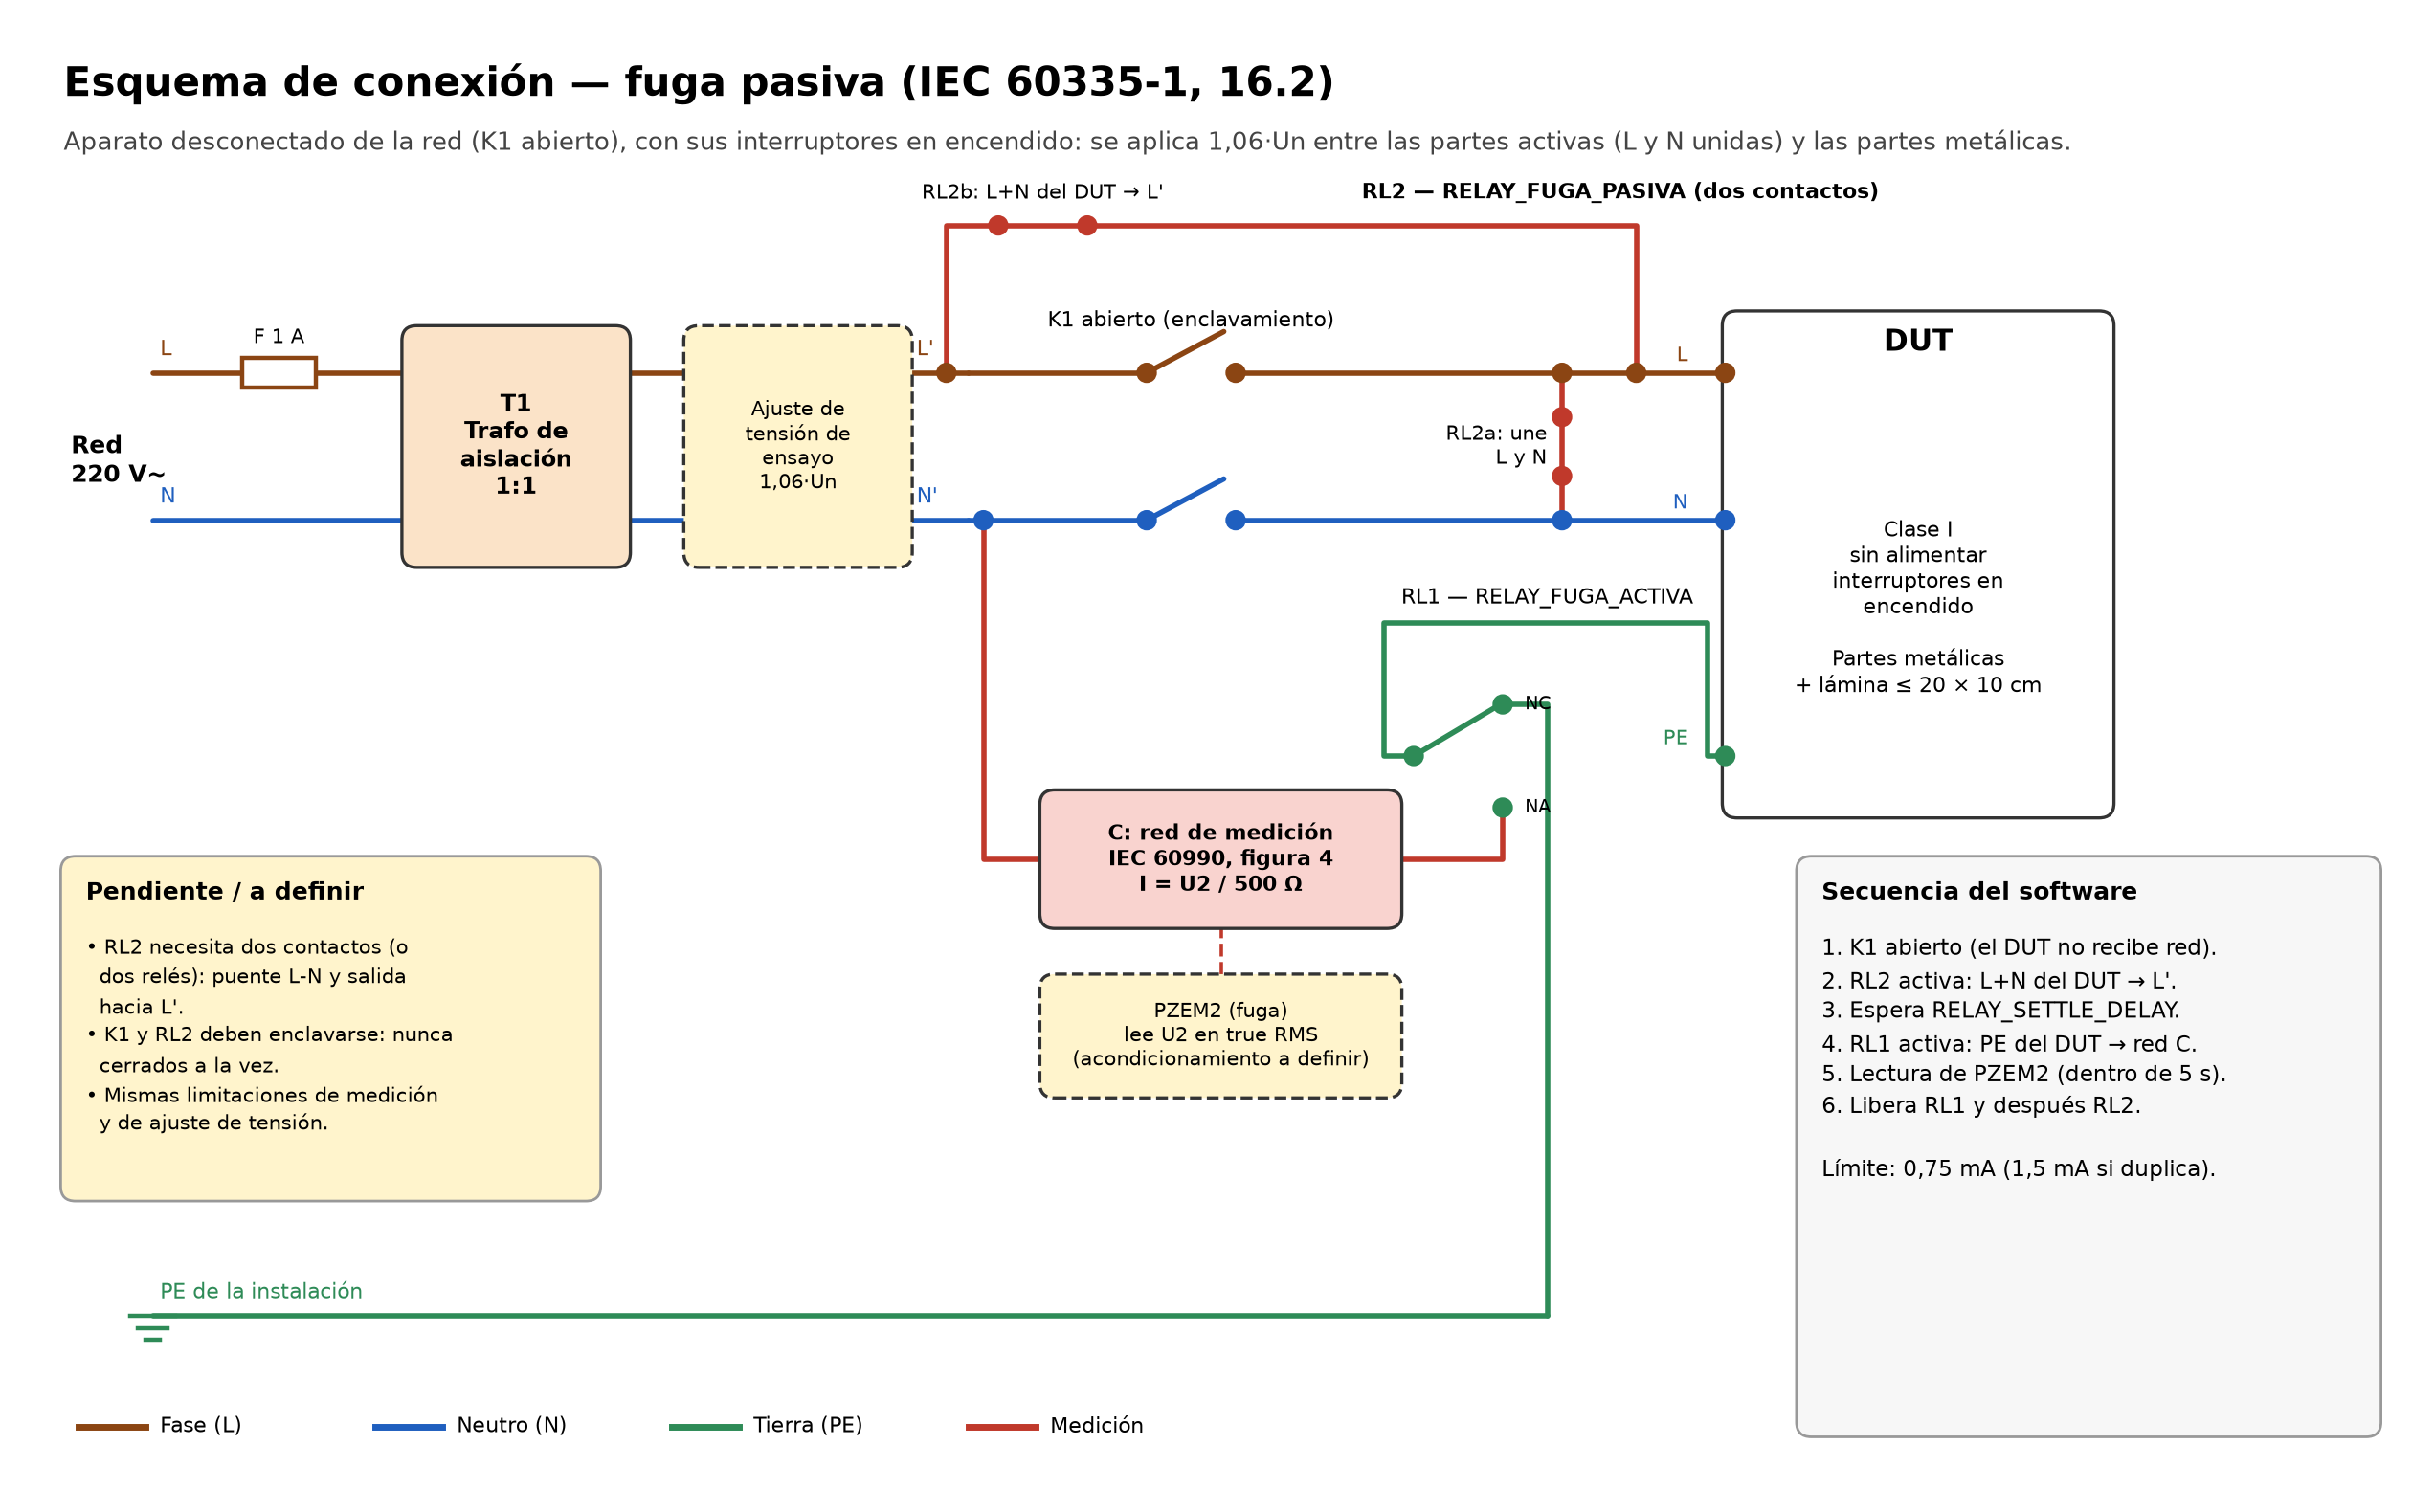 Esquema de conexión — fuga pasiva (IEC 60335-1, 16.2)
Aparato desconectado de la red (K1 abierto), con sus interruptores en encendido: se aplica 1,06·Un entre las partes activas (L y N unidas) y las partes metálicas.
RL2b: L+N del DUT → L'
RL2 — RELAY_FUGA_PASIVA (dos contactos)
K1 abierto (enclavamiento)
L
F 1 A
L'
L
DUT
T1
Trafo de
aislación
1:1
Ajuste de
tensión de
ensayo
1,06·Un
RL2a: une
L y N
Red
220 V~
N
N'
N
Clase I
sin alimentar
interruptores en
encendido
Partes metálicas
+ lámina ≤ 20 × 10 cm
RL1 — RELAY_FUGA_ACTIVA
NC
PE
NA
C: red de medición
IEC 60990, figura 4
I = U2 / 500 Ω
PZEM2 (fuga)
lee U2 en true RMS
(acondicionamiento a definir)
Pendiente / a definir
• RL2 necesita dos contactos (o
dos relés): puente L-N y salida
hacia L'.
• K1 y RL2 deben enclavarse: nunca
cerrados a la vez.
• Mismas limitaciones de medición
y de ajuste de tensión.
Secuencia del software
1. K1 abierto (el DUT no recibe red).
2. RL2 activa: L+N del DUT → L'.
3. Espera RELAY_SETTLE_DELAY.
4. RL1 activa: PE del DUT → red C.
5. Lectura de PZEM2 (dentro de 5 s).
6. Libera RL1 y después RL2.
Límite: 0,75 mA (1,5 mA si duplica).
PE de la instalación
Fase (L)
Neutro (N)
Tierra (PE)
Medición